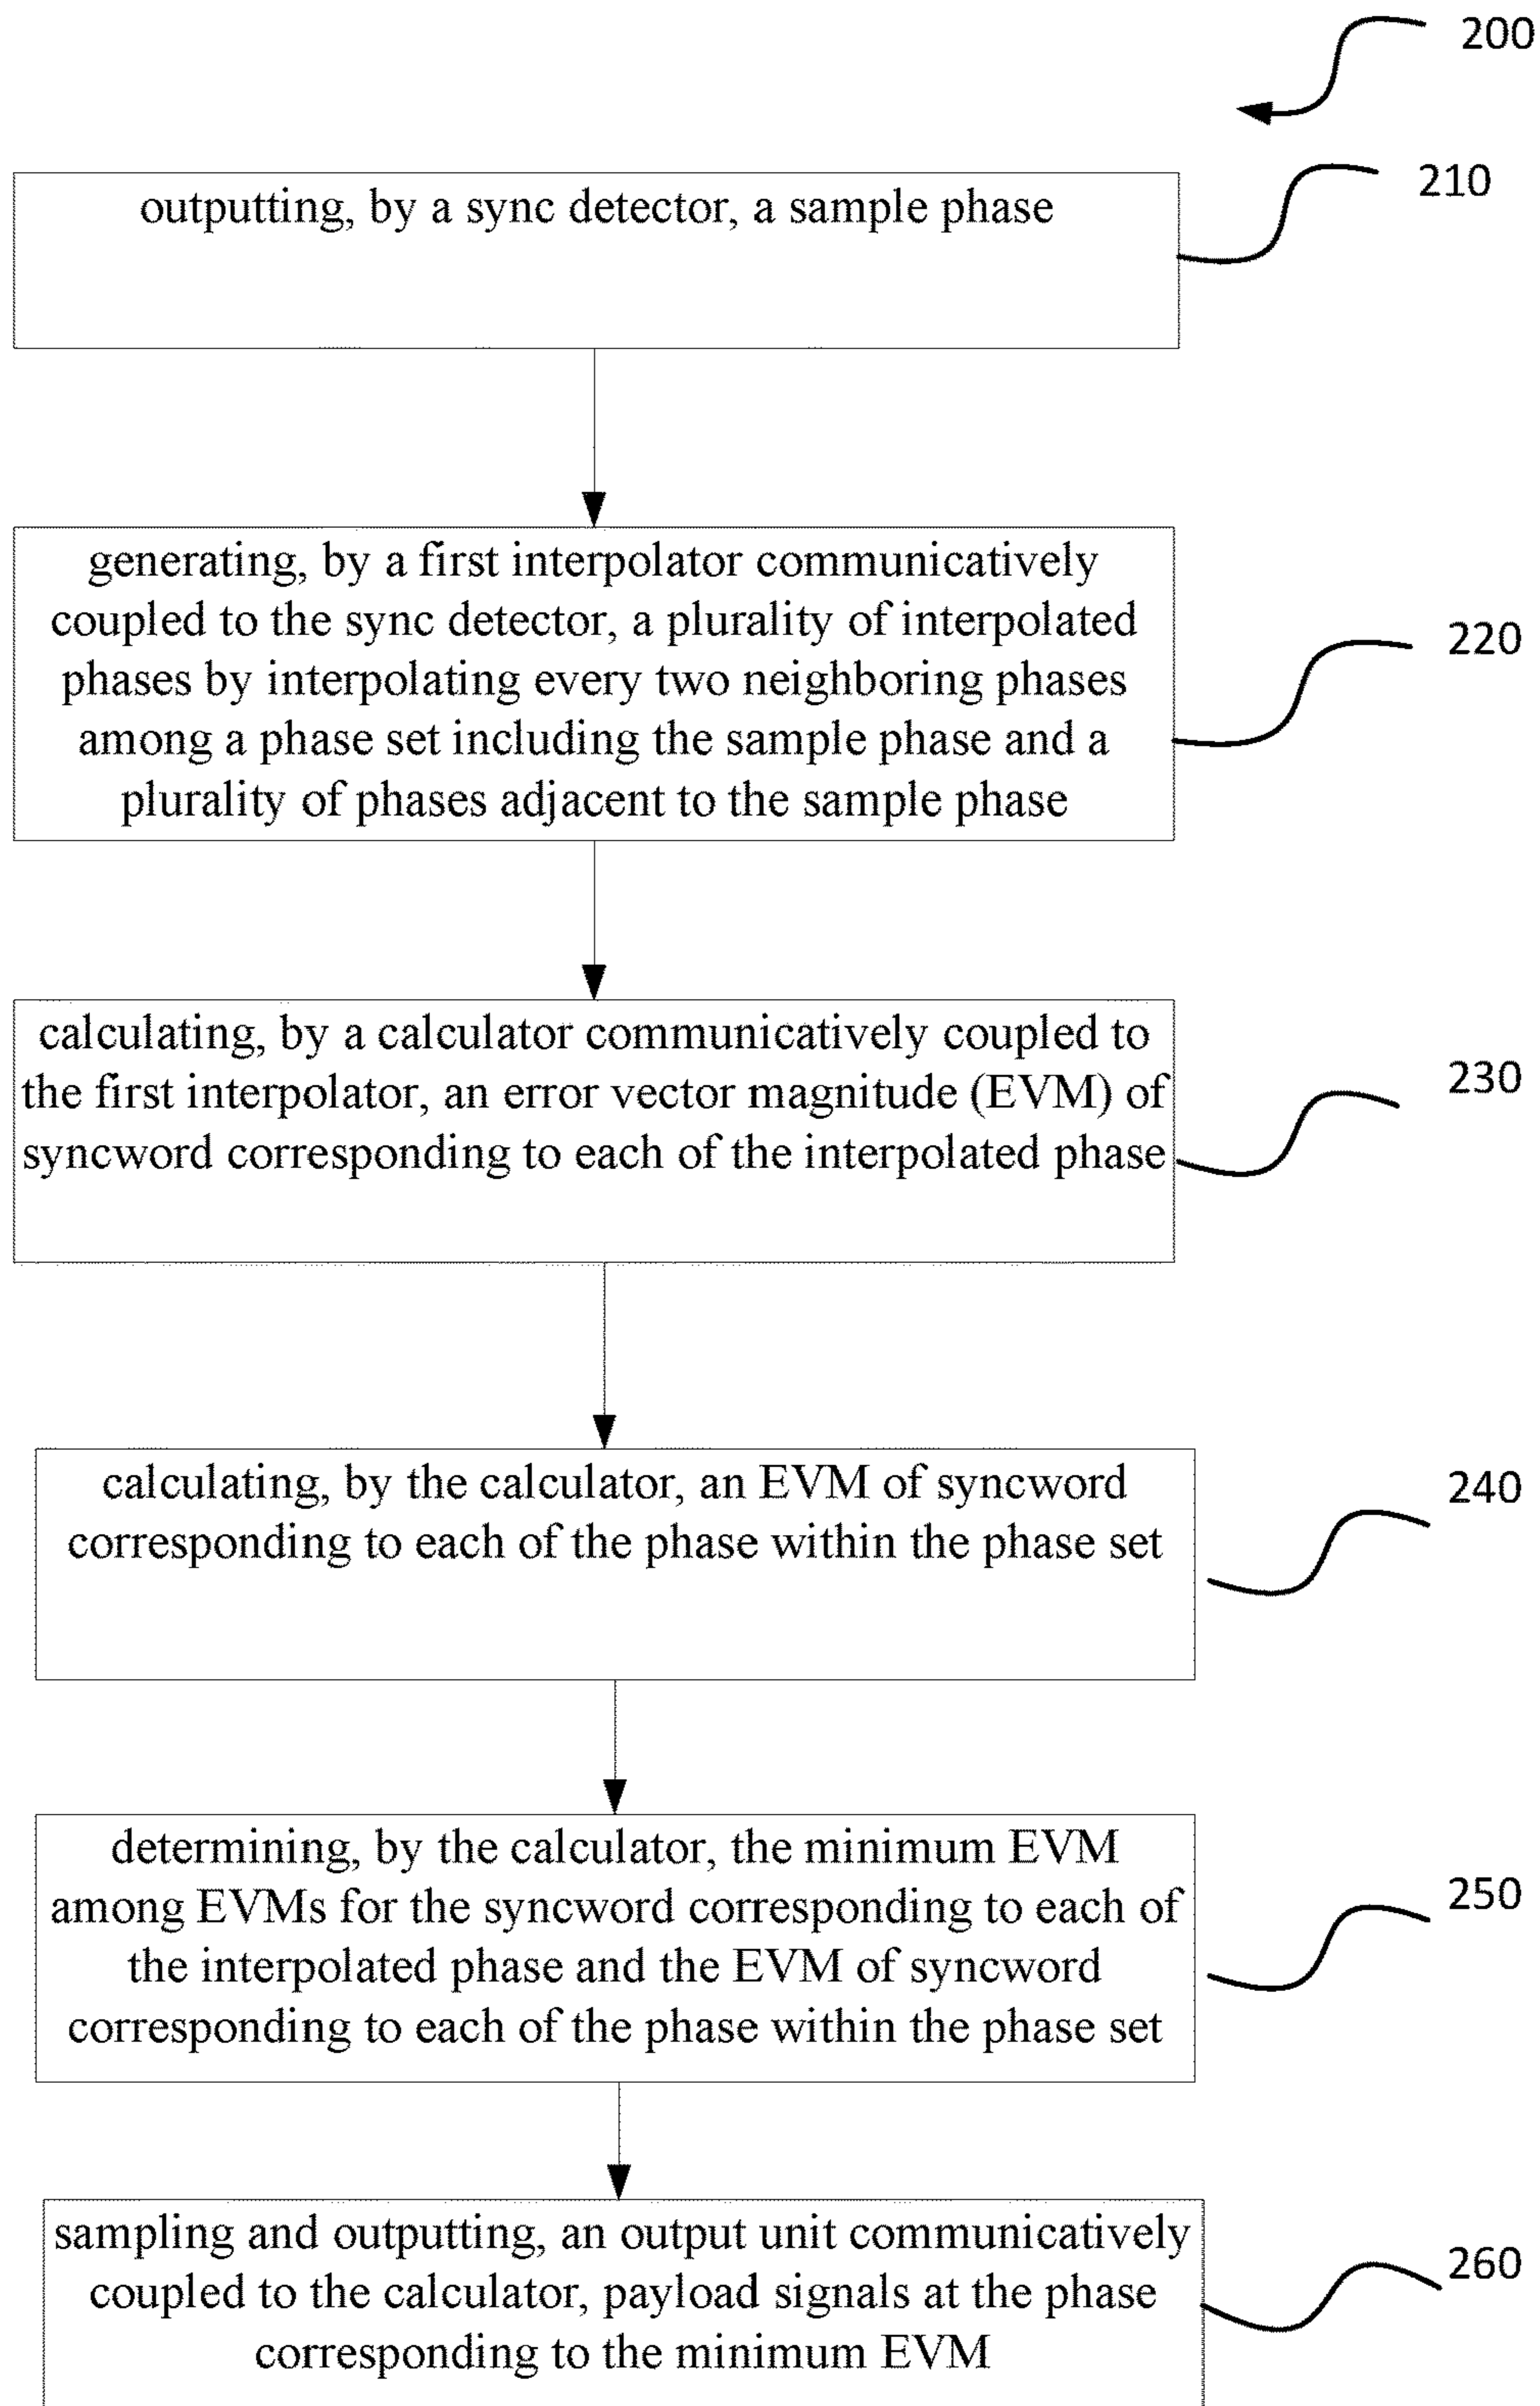 200
outputting, by a sync detector, a sample phase
210
generating, by a first interpolator communicatively
coupled to the sync detector, a plurality of interpolated
phases by interpolating every two neighboring phases
among a phase set including the sample phase and a
plurality of phases adjacent to the sample phase
220
calculating, by a calculator communicatively coupled to
the first interpolator, an error vector magnitude (EVM) of
syncword corresponding to each of the interpolated phase
230
calculating, by the calculator, an EVM of syncword
corresponding to each of the phase within the phase set
240
determining, by the calculator, the minimum EVM
among EVMs for the syncword corresponding to each of
the interpolated phase and the EVM of syncword
corresponding to each of the phase within the phase set
250
sampling and outputting, an output unit communicatively
coupled to the calculator, payload signals at the phase
corresponding to the minimum EVM
260